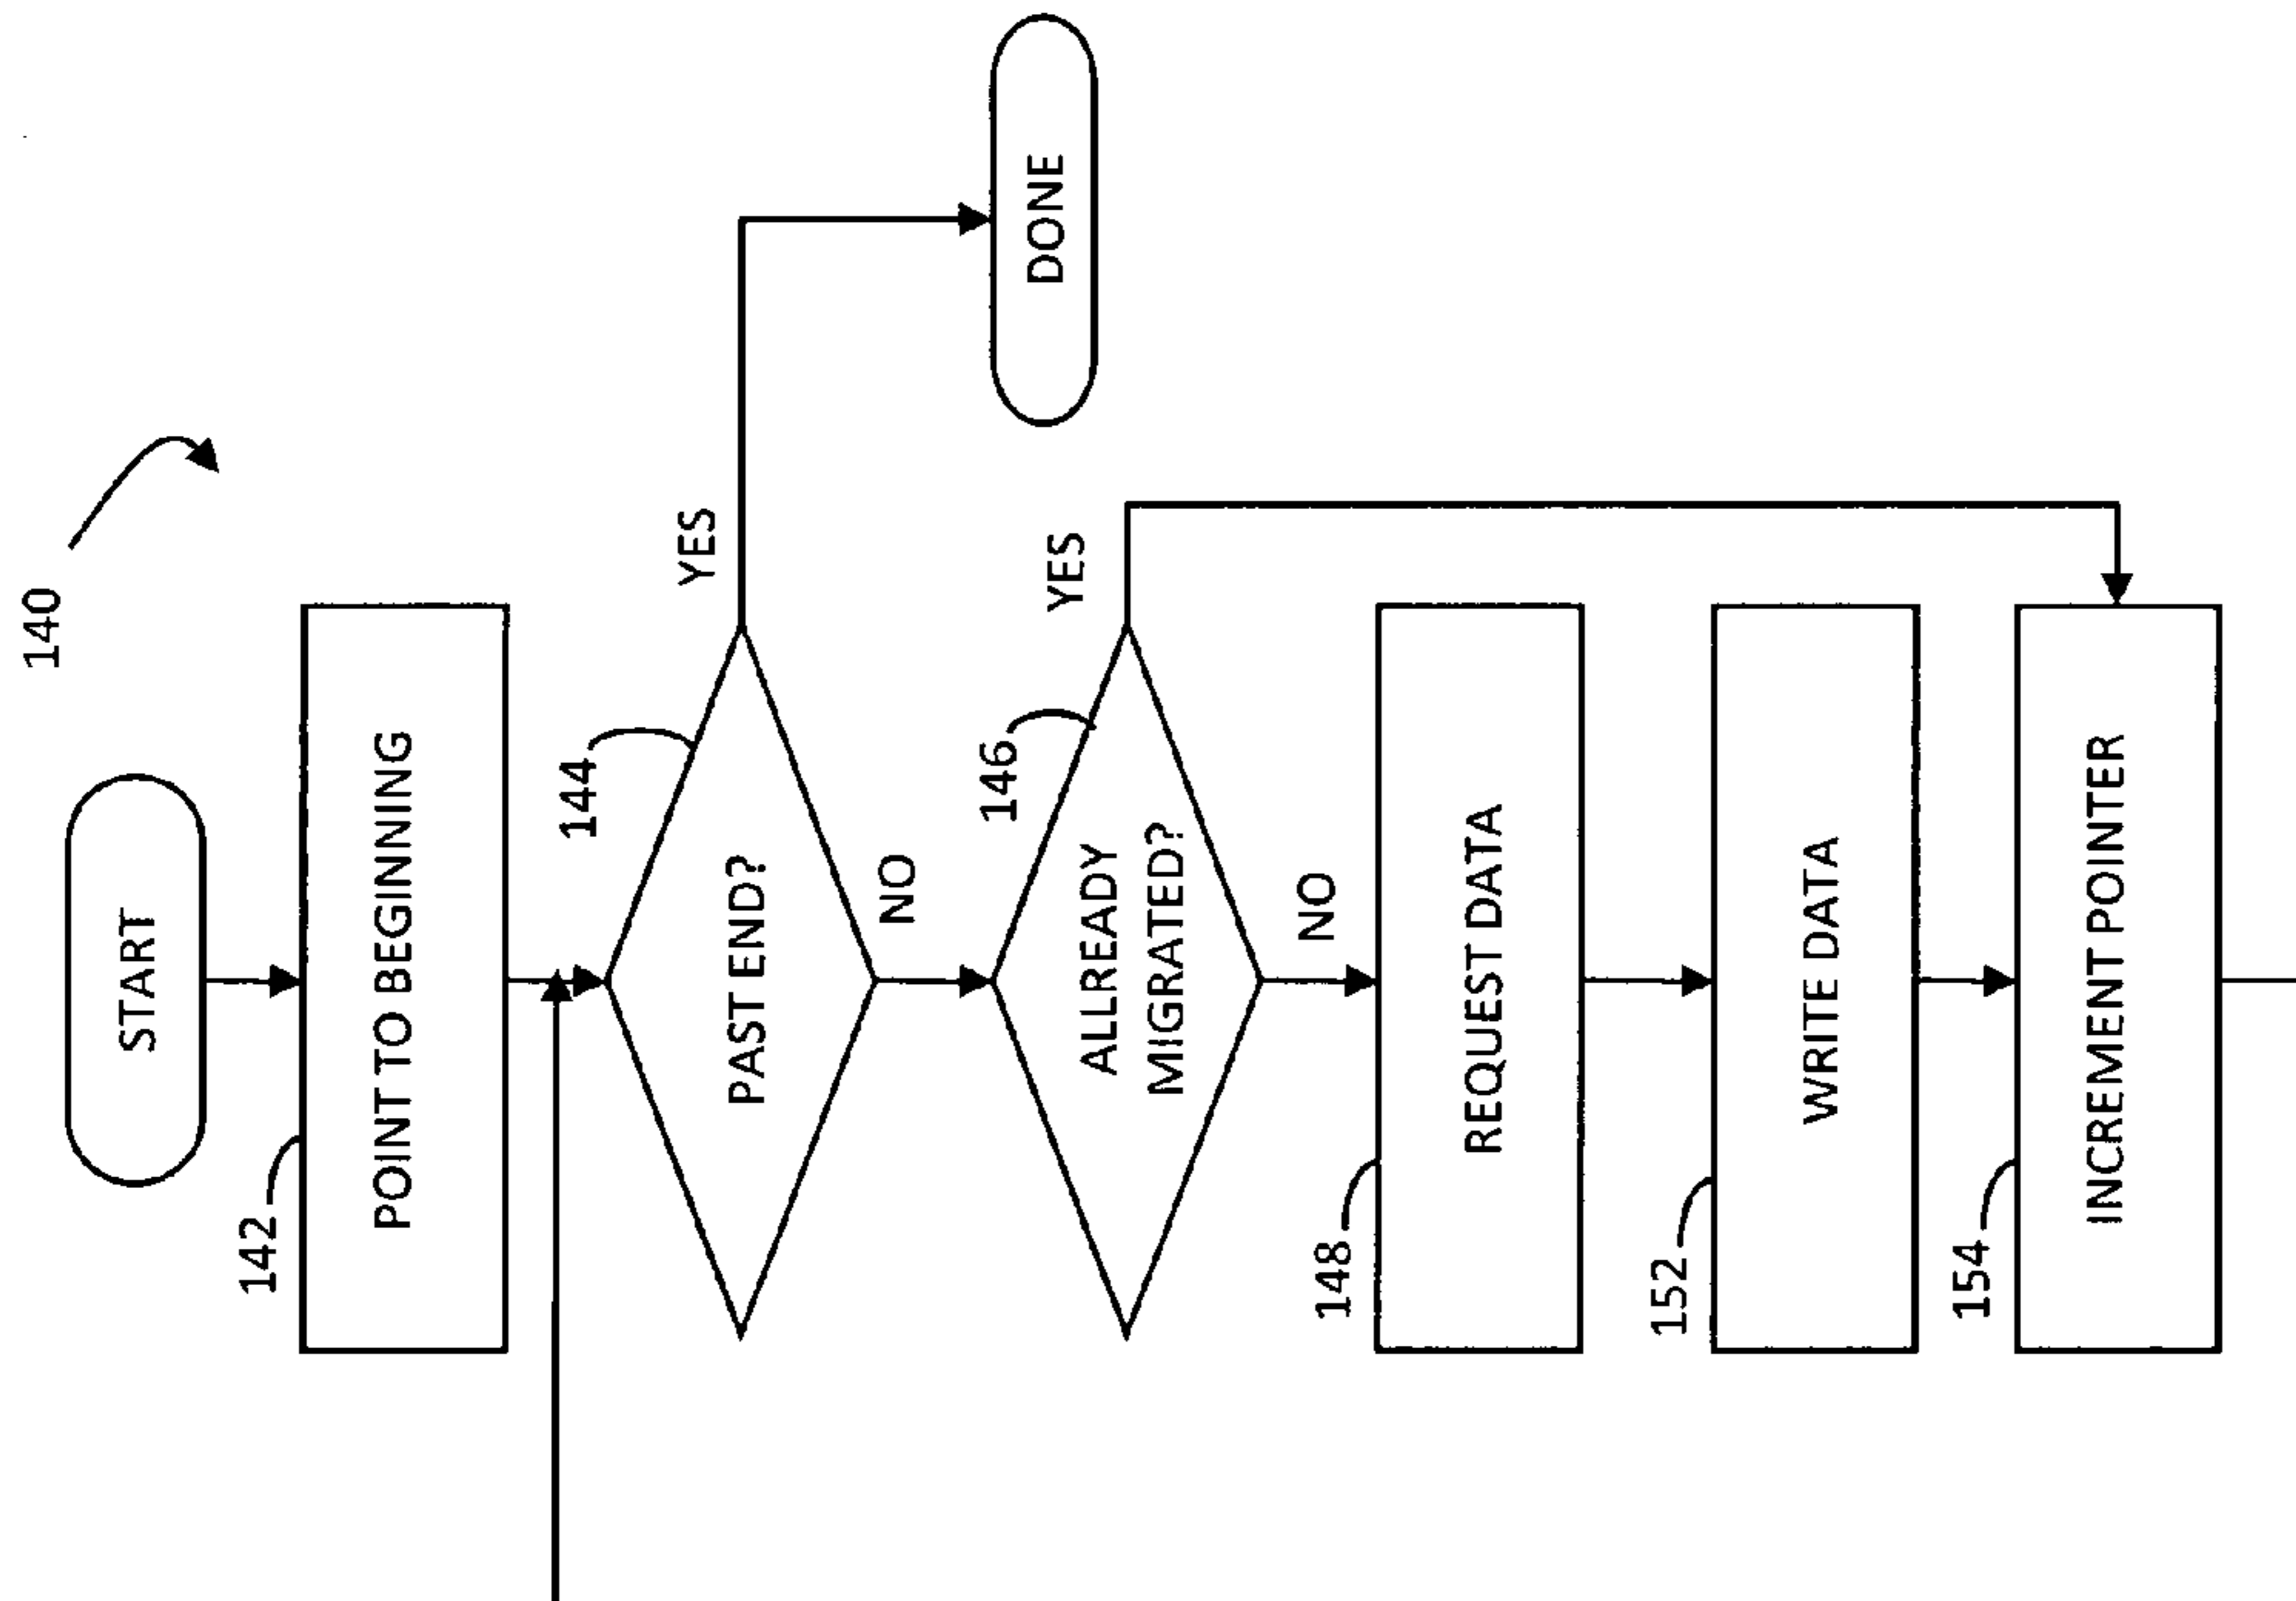 140
START
142
POINT TO BEGINNING
144
PAST END?
YES
DONE
NO
146
ALLREADY
MIGRATED?
YES
NO
148
REQUEST DATA
152
WRITE DATA
154
INCREMENT POINTER